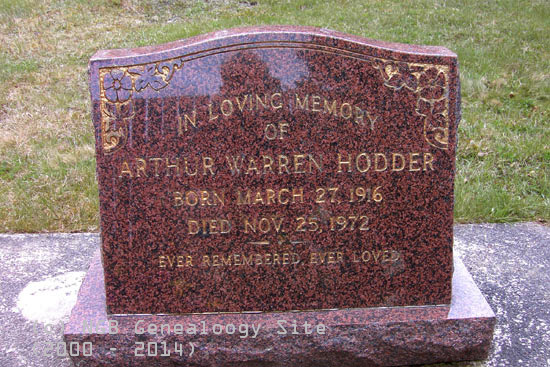 IN LOVING MEMORY
OF
ARTHUR WARREN HODDER
BORN MARCH 27, 1916
DIED NOV. 25, 1972
EVER REMEMBERED, EVER LOVED
Genealoogy Site
2000 - 2014)